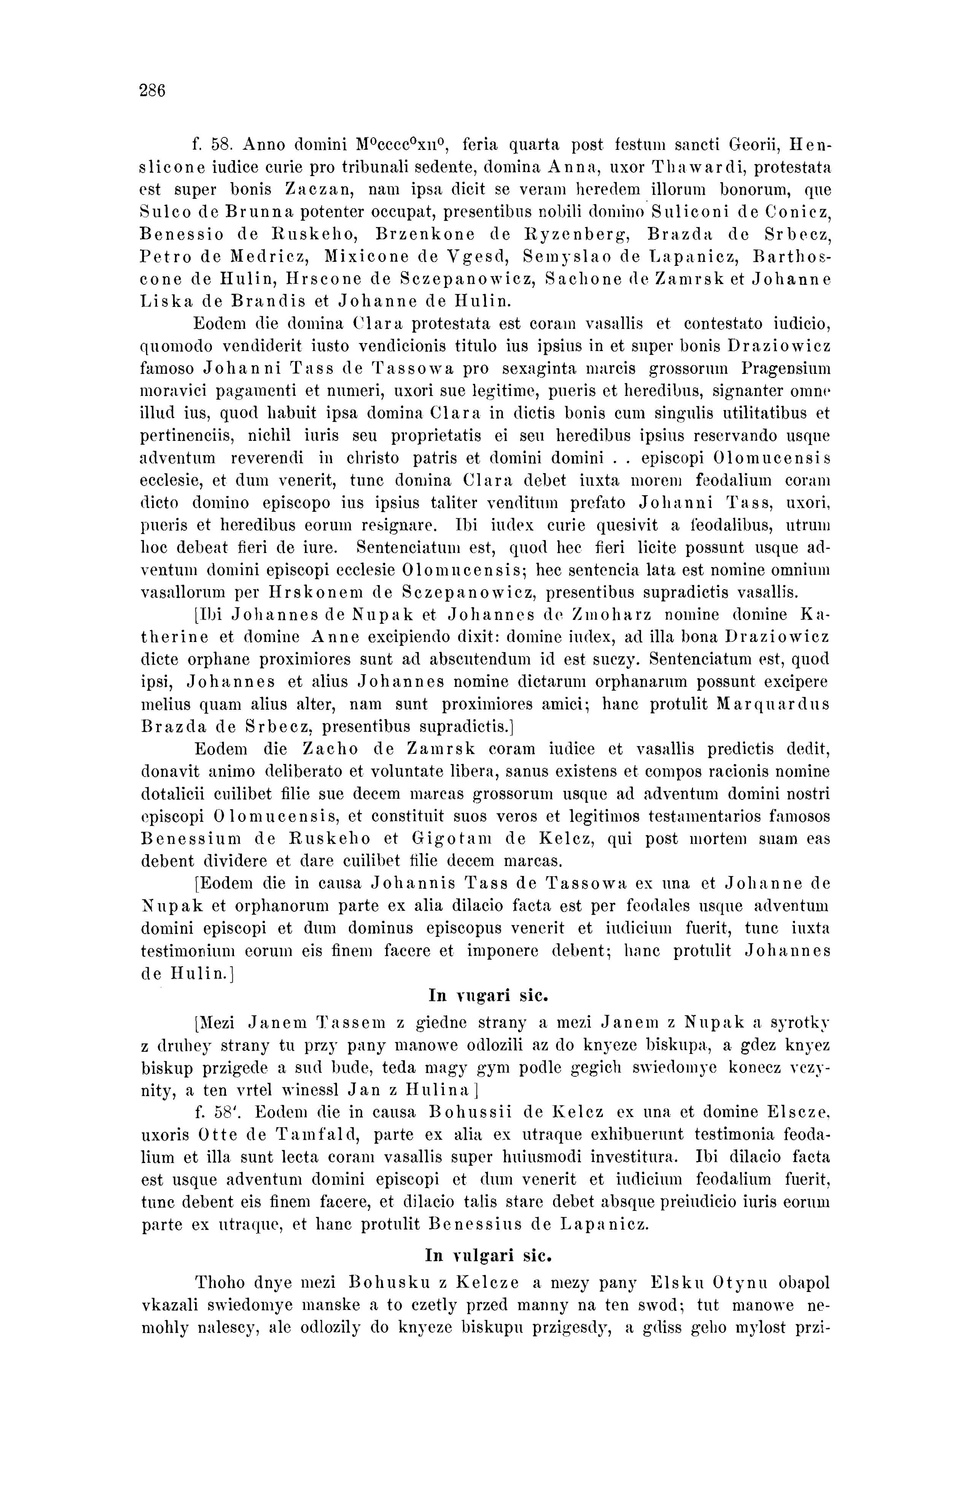 286
f. 58. Anno domini Mºccccºxııº, feria quarta post festum sancti Georii, Hen-
slicone iudice curie pro tribunali sedente, domina Anna, uxor Thawardi, protestata
est super bonis Zaczan, nam ipsa dicit se veram heredem illorum bonorum, que
Sulco de Brunna potenter occupat, presentibus nobili domino Suliconi de Conicz,
Benessio de Ruskeho, Brzenkone de Ryzenberg, Brazda de Srbecz,
Petro de Medricz, Mixicone de Vgesd, Semyslao de Lapanicz, Barthos-
cone de Hulin, Hrscone de Sczepanowicz, Sachone de Zamrsk et Johanne
Liska de Brandis et Johanne de Hulin.
Eodem die domina Clara protestata est coram vasallis et contestato iudicio,
quomodo vendiderit iusto vendicionis titulo ius ipsius in et super bonis Draziowicz
famoso Johanni Tass de Tassowa pro sexaginta marcis grossorum Pragensium
moravici pagamenti et numeri, uxori sue legitime, pueris et heredibus, signanter omne
illud ius, quod habuit ipsa domina Clara in dictis bonis cum singulis utilitatibus et
pertinenciis, nichil iuris seu proprietatis ei seu heredibus ipsius reservando usque
adventum reverendi in christo patris et domini domini . . episcopi Olomucensis
ecclesie, et dum venerit, tunc domina Clara debet iuxta morem feodalium coram
dicto domino episcopo ius ipsius taliter venditum prefato Johanni Tass, uxori,
pueris et heredibus eorum resignare. Ibi iudex curie quesivit a feodalibus, utrum
hoc debeat fieri de iure. Sentenciatum est, quod hec fieri licite possunt usque ad-
ventum domini episcopi ecclesie Olomucensis; hec sentencia lata est nomine omnium
vasallorum per Hrskonem de Sczepanowicz, presentibus supradictis vasallis.
[Ibi Johannes de Nupak et Johannes de Zmoharz nomine domine Ka-
therine et domine Anne excipiendo dixit: domine iudex, ad illa bona Draziowicz
dicte orphane proximiores sunt ad abscutendum id est suczy. Sentenciatum est, quod
ipsi, Johannes et alius Johannes nomine dictarum orphanarum possunt excipere
melius quam alius alter, nam sunt proximiores amici; hanc protulit Marquardus
Brazda de Srbecz, presentibus supradictis.]
Eodem die Zacho de Zamrsk coram iudice et vasallis predictis dedit,
donavit animo deliberato et voluntate libera, sanus existens et compos racionis nomine
dotalicii cuilibet filie sue decem marcas grossorum usque ad adventum domini nostri
episcopi Olomucensis, et constituit suos veros et legitimos testamentarios famosos
Benessium de Ruskeho et Gigotam de Kelcz, qui post mortem suam eas
debent dividere et dare cuilibet filie decem marcas.
[Eodem die in causa Johannis Tass de Tassowa ex una et Johanne de
Nupak et orphanorum parte ex alia dilacio facta est per feodales usque adventum
domini episcopi et dum dominus episcopus venerit et iudicium fuerit, tunc iuxta
testimonium eorum eis finem facere et imponere debent; hanc protulit Johannes
de Hulin.]
In vugari sic.
[Mezi Janem Tassem z giedne strany a mezi Janem z Nupak a syrotky
z druhey strany tu przy pany manowe odlozili az do knyeze biskupa, a gdez knyez
biskup przigede a sud bude, teda magy gym podle gegich swiedomye konecz vczy-
nity, a ten vrtel winessl Jan z Hulina]
f. 58'. Eodem die in causa Bohussii de Kelcz ex una et domine Elscze,
uxoris Otte de Tamfald, parte ex alia ex utraque exhibuerunt testimonia feoda-
lium et illa sunt lecta coram vasallis super huiusmodi investitura. Ibi dilacio facta
est usque adventum domini episcopi et dum venerit et iudicium feodalium fuerit,
tunc debent eis finem facere, et dilacio talis stare debet absque preiudicio iuris eorum
parte ex utraque, et hanc protulit Benessius de Lapanicz.
In vulgari sic.
Thoho dnye mezi Bohusku z Kelcze a mezy pany Elsku Otynu obapol
vkazali swiedomye manske a to czetly przed manny na ten swod; tut manowe ne-
mohly nalescy, ale odlozily do knyeze biskupu przigesdy, a gdiss geho mylost przi-